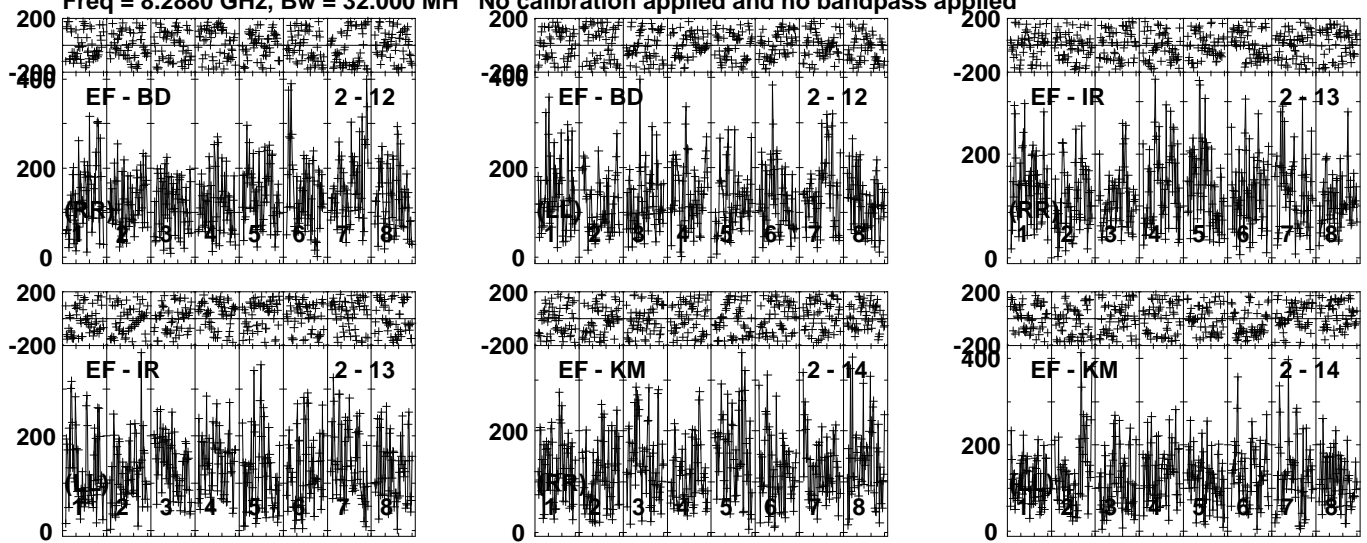 Freq = 8.2880 GHz, Bw = 32.000 MH No calibration applied and no bandpass applied
200
-200
400
EF - BD 2 - 12
200
(RR)
1 2 3 4 5 6 7 8
0
200
-200
400
EF - BD 2 - 12
200
(LL)
1 2 3 4 5 6 7 8
0
200
-200
EF - IR 2 - 13
200
(RR)
1 2 3 4 5 6 7 8
0
200
-200
EF - IR 2 - 13
200
(LL)
1 2 3 4 5 6 7 8
0
200
-200
EF - KM 2 - 14
200
(RR)
1 2 3 4 5 6 7 8
0
200
-200
400
EF - KM 2 - 14
200
(LL)
1 2 3 4 5 6 7 8
0